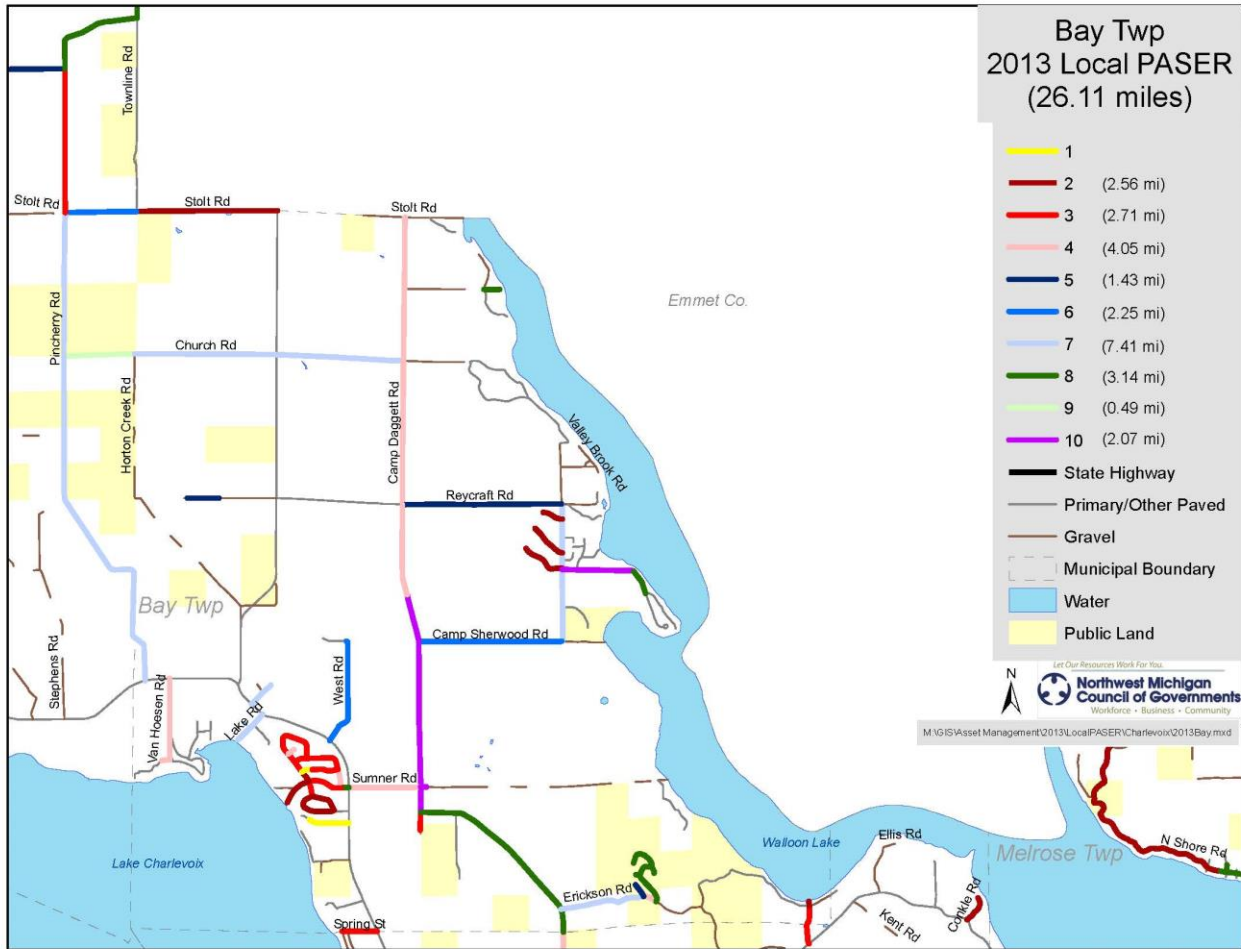 Bay Twp
2013 Local PASER
(26.11 miles)
1
2 (2.56 mi)
3 (2.71 mi)
4 (4.05 mi)
5 (1.43 mi)
6 (2.25 mi)
7 (7.41 mi)
8 (3.14 mi)
9 (0.49 mi)
10 (2.07 mi)
State Highway
Primary/Other Paved
Gravel
Municipal Boundary
Water
Public Land
N
Let Our Resources Work For You.
Northwest Michigan
Council of Governments
Workforce • Business • Community
M:\GIS\Asset Management\2013\LocalPASER\Charlevoix\2013Bay.mxd
Townline Rd
Stolt Rd
Stolt Rd
Stolt Rd
Emmet Co.
Pincherry Rd
Church Rd
Horton Creek Rd
Camp Daggett Rd
Valley Brook Rd
Reycraft Rd
Bay Twp
Camp Sherwood Rd
Stephens Rd
Van Hoesen Rd
Lake Rd
West Rd
Sumner Rd
Lake Charlevoix
Walloon Lake
Ellis Rd
Melrose Twp
N Shore Rd
Erickson Rd
Spring St
Kent Rd
Conkle Rd